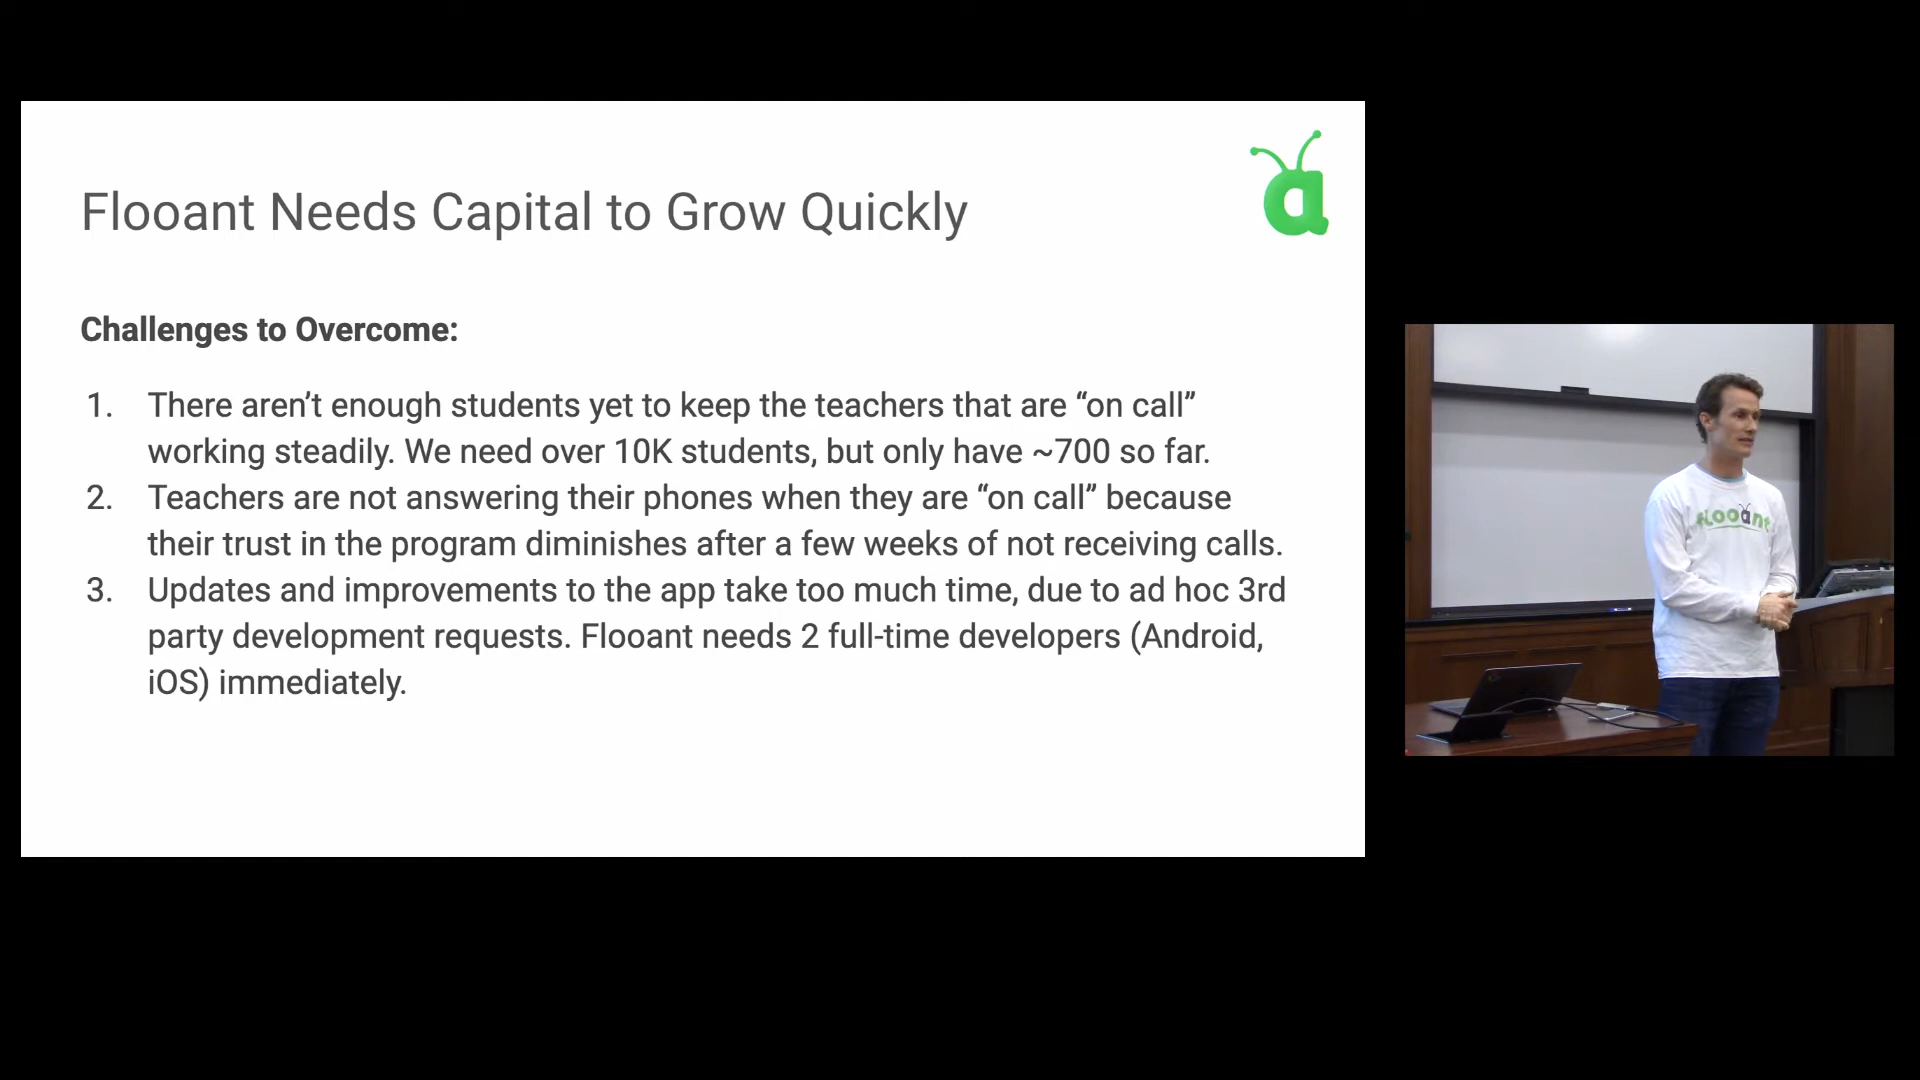 Flooant Needs Capital to Grow Quickly
a
Challenges to Overcome:
1. There aren’t enough students yet to keep the teachers that are “on call”
working steadily. We need over 10K students, but only have ~700 so far.
2. Teachers are not answering their phones when they are “on call” because
their trust in the program diminishes after a few weeks of not receiving calls.
3. Updates and improvements to the app take too much time, due to ad hoc 3rd
party development requests. Flooant needs 2 full-time developers (Android,
iOS) immediately.
flooant